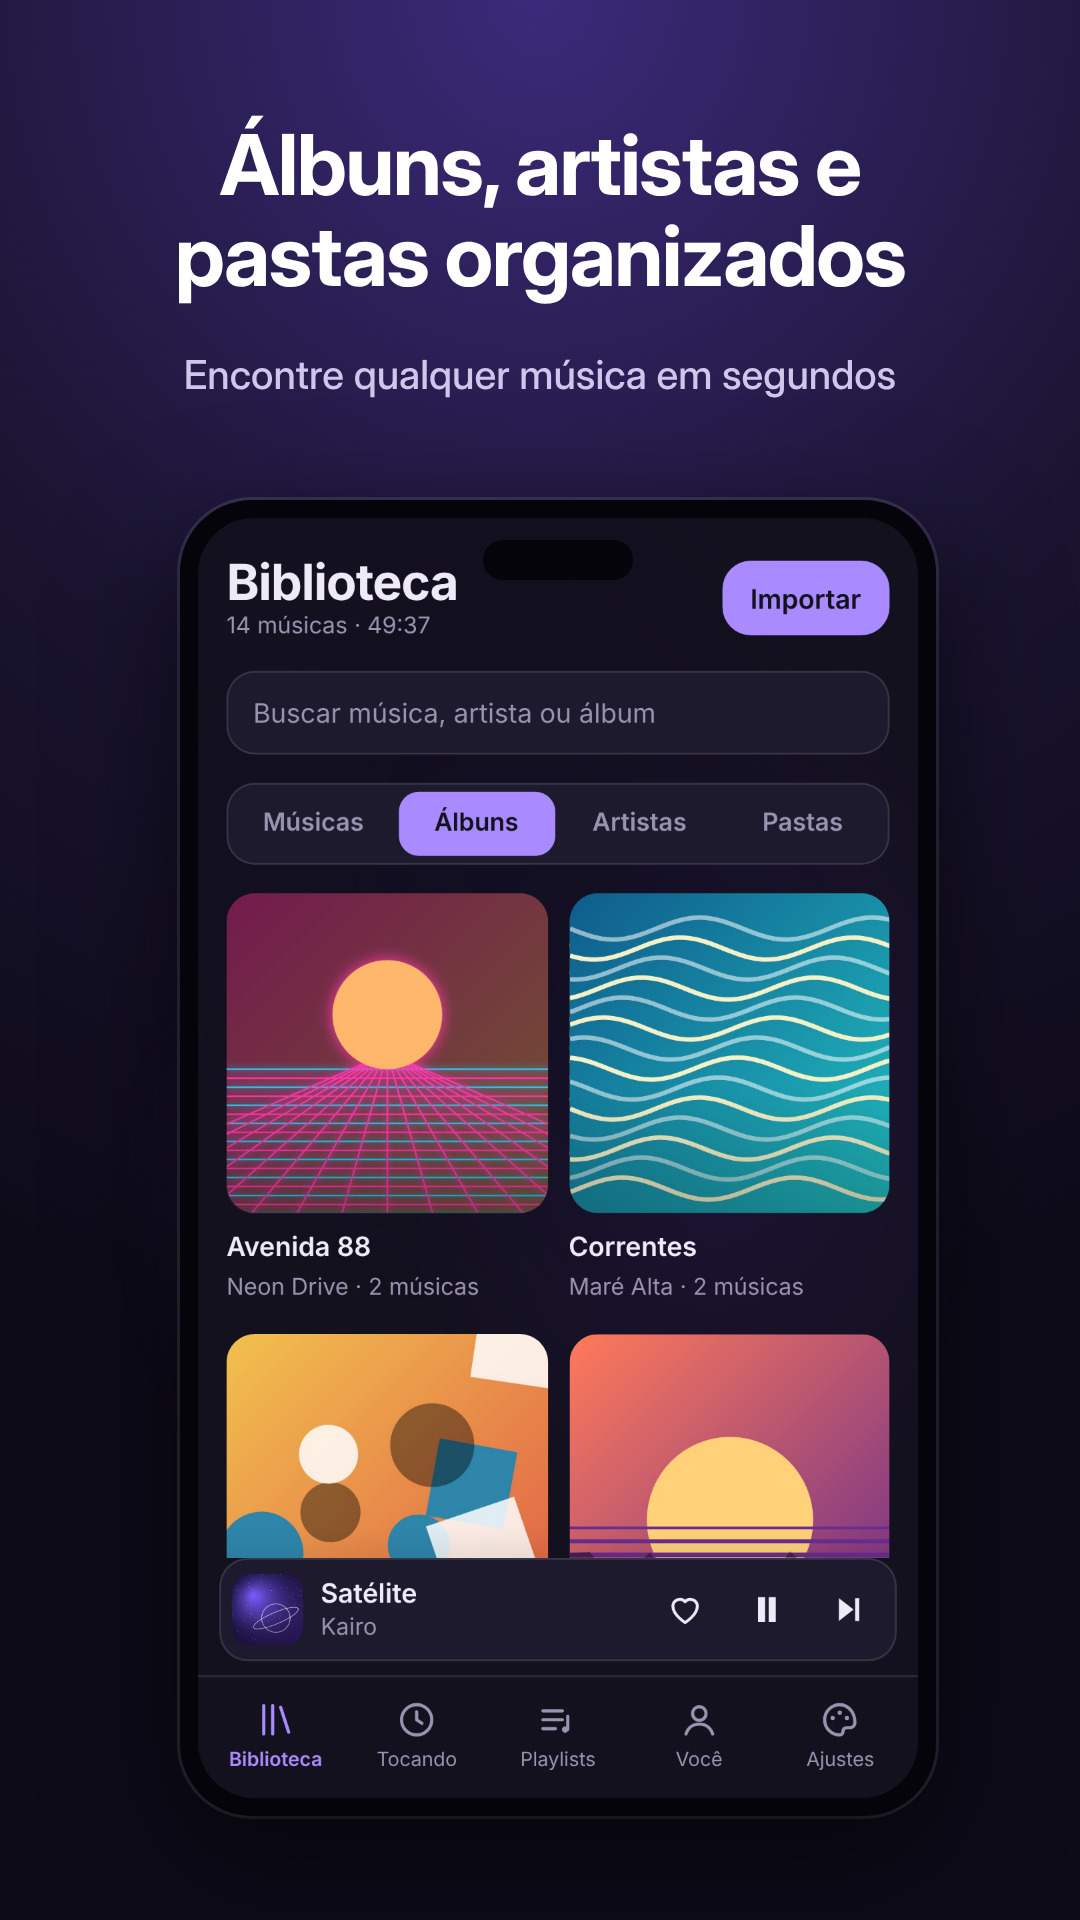 Álbuns, artistas e
pastas organizados
Encontre qualquer música em segundos
Biblioteca
14 músicas · 49:37
Importar
Buscar música, artista ou álbum
Músicas Álbuns Artistas Pastas
Avenida 88
Neon Drive · 2 músicas
Correntes
Maré Alta · 2 músicas
Satélite
Kairo
Biblioteca Tocando Playlists Você Ajustes